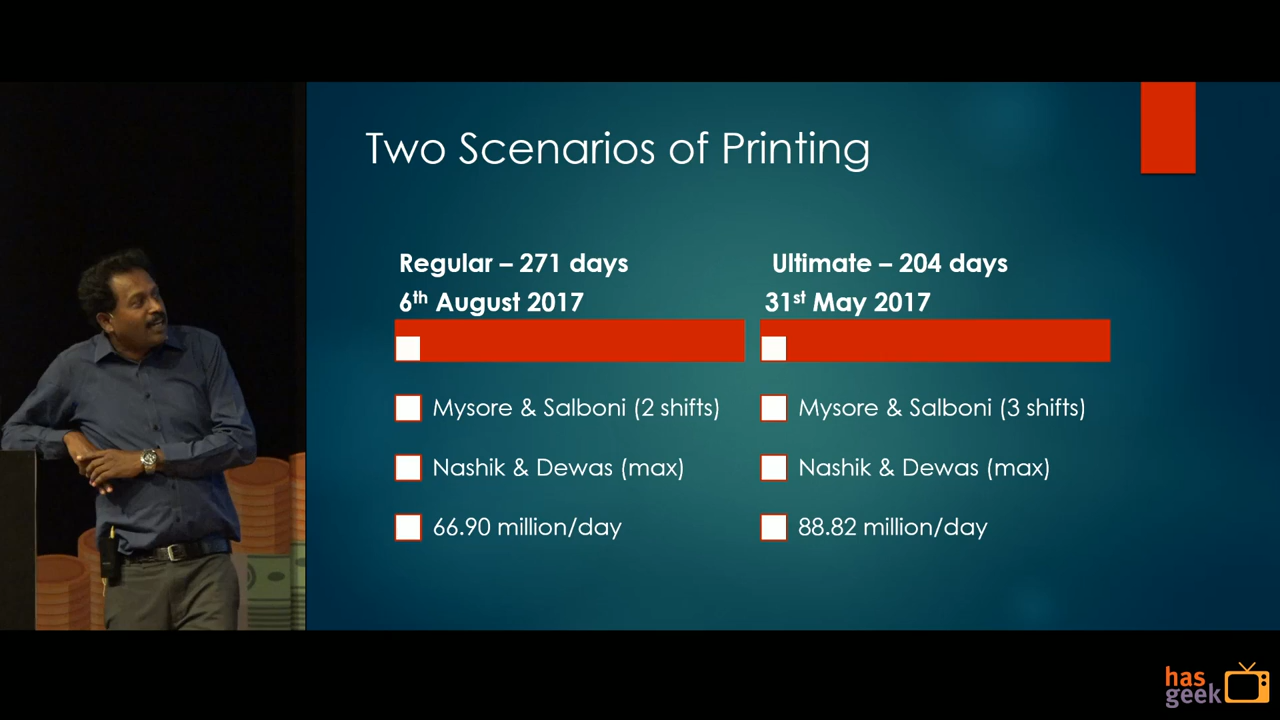 Two Scenarios of Printing
Regular – 271 days
6th August 2017
Mysore & Salboni (2 shifts)
Nashik & Dewas (max)
66.90 million/day
Ultimate – 204 days
31st May 2017
Mysore & Salboni (3 shifts)
Nashik & Dewas (max)
88.82 million/day
has
geek